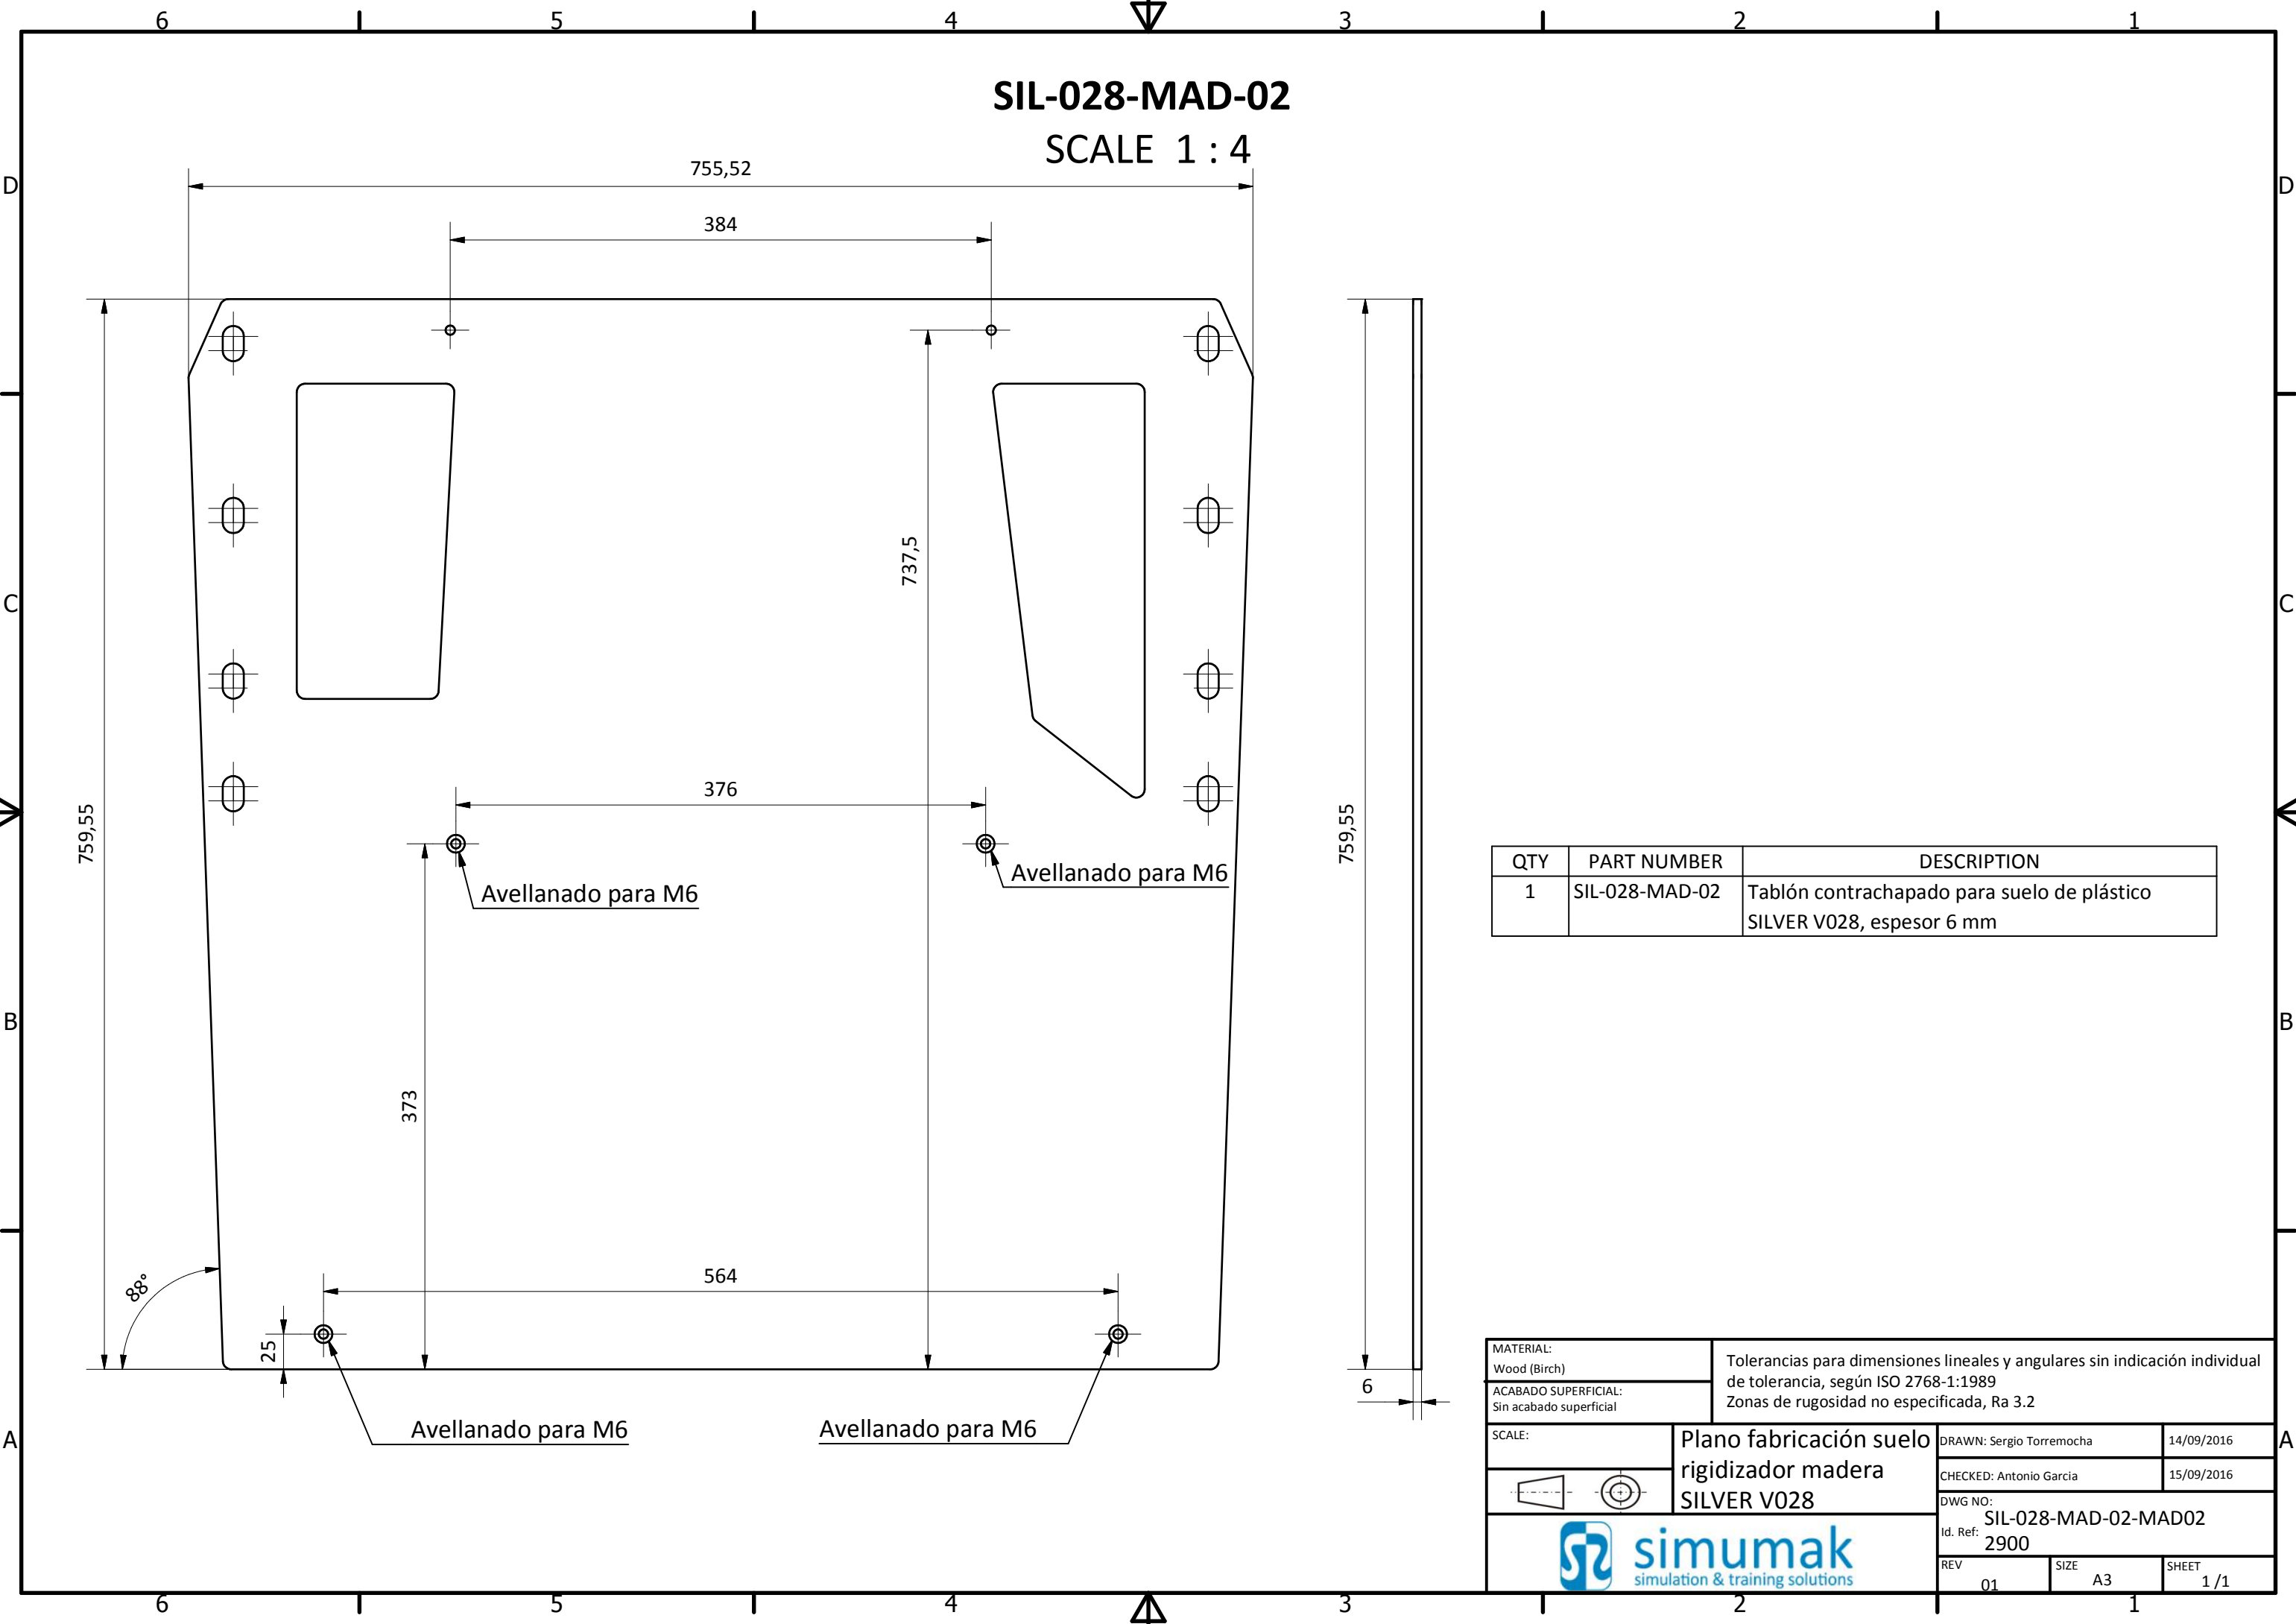 6 5 4 3 2 1
SIL-028-MAD-02
SCALE 1 : 4
D D
755,52
384
C C
737,5
376
759,55
759,55
Avellanado para M6
Avellanado para M6
QTY PART NUMBER DESCRIPTION
1 SIL-028-MAD-02 Tablón contrachapado para suelo de plástico
SILVER V028, espesor 6 mm
B B
373
88°
564
25
6
Avellanado para M6
Avellanado para M6
A A
MATERIAL:
Wood (Birch)
ACABADO SUPERFICIAL:
Sin acabado superficial
Tolerancias para dimensiones lineales y angulares sin indicación individual
de tolerancia, según ISO 2768-1:1989
Zonas de rugosidad no especificada, Ra 3.2
SCALE:
Plano fabricación suelo
rigidizador madera
SILVER V028
DRAWN: Sergio Torremocha 14/09/2016
CHECKED: Antonio Garcia 15/09/2016
DWG NO:
SIL-028-MAD-02-MAD02
Id. Ref: 2900
REV 01
SIZE A3
SHEET 1 /1
simumak
simulation & training solutions
6 5 4 3 2 1